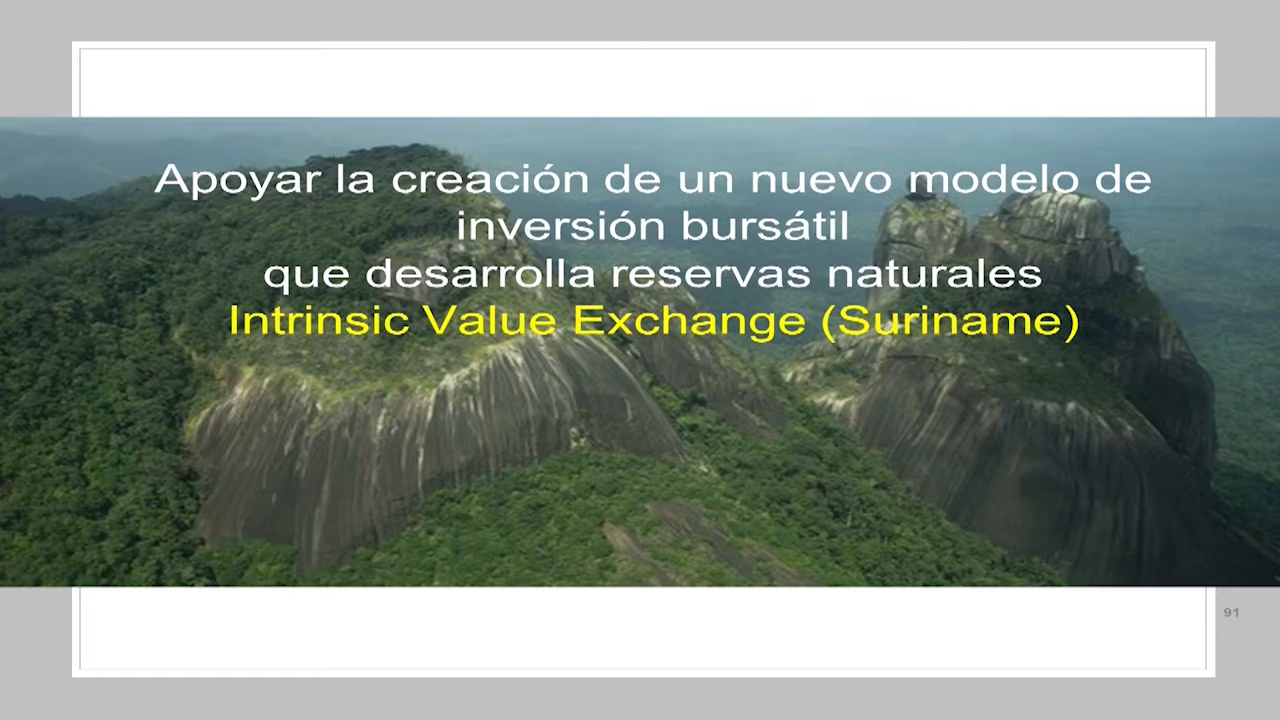 Apoyar la creación de un nuevo modelo de
inversión bursátil
que desarrolla reservas naturales
Intrinsic Value Exchange (Suriname)
91